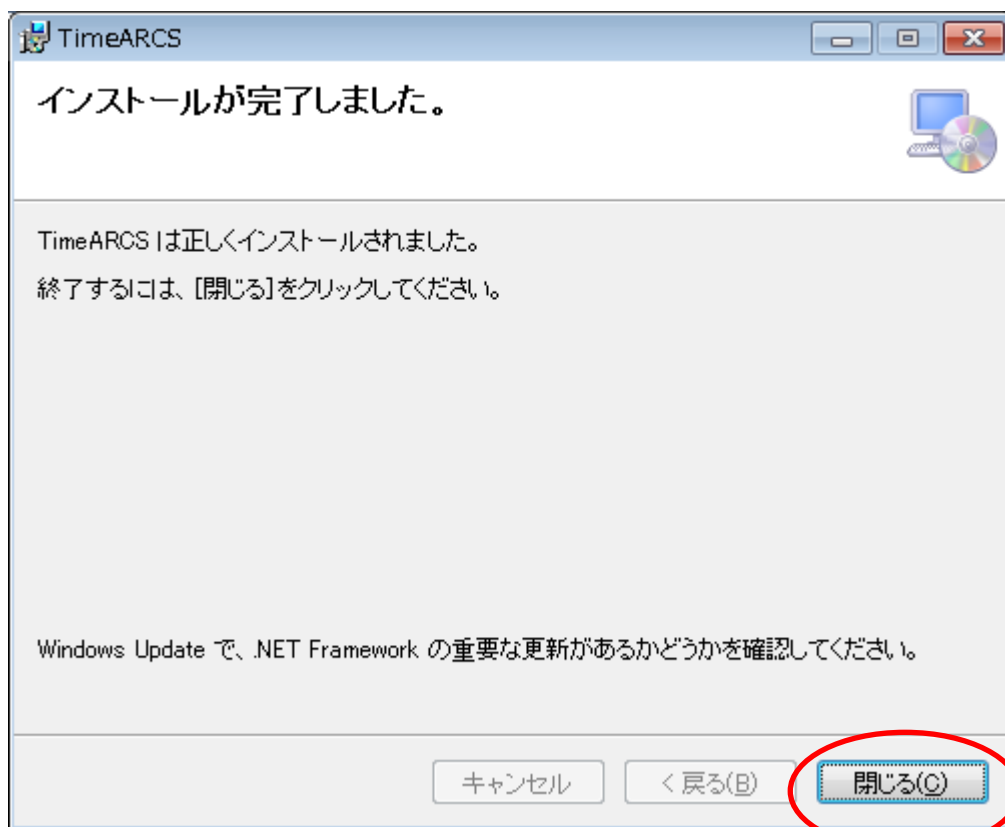 TimeARCS
インストールが完了しました。
TimeARCS は正しくインストールされました。
終了するには、[閉じる]をクリックしてください。
Windows Update で、.NET Framework の重要な更新があるかどうかを確認してください。
キャンセル
< 戻る(B)
閉じる(C)